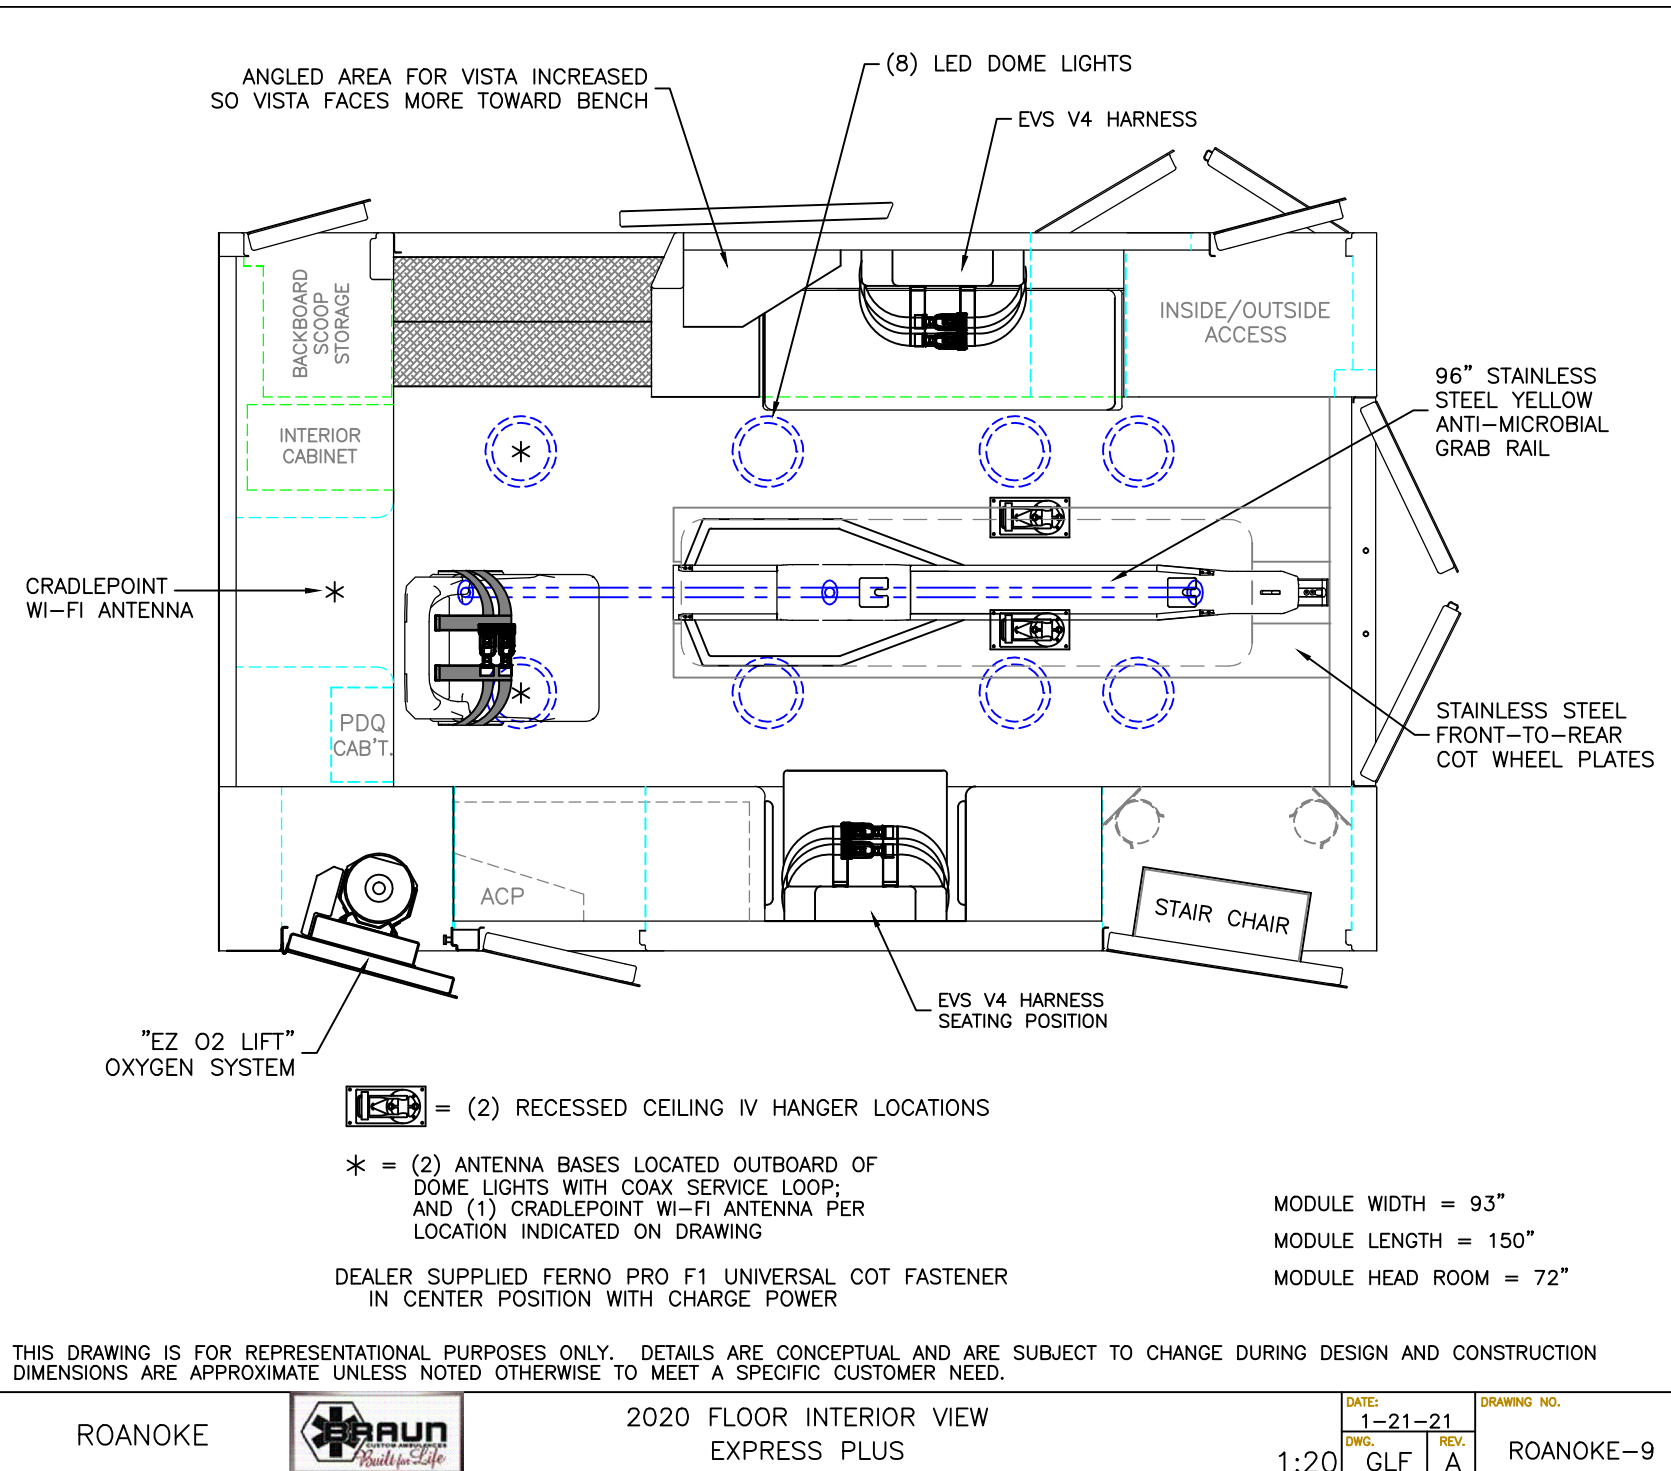 ANGLED AREA FOR VISTA INCREASED
SO VISTA FACES MORE TOWARD BENCH
(8) LED DOME LIGHTS
EVS V4 HARNESS
BACKBOARD
SCOOP
STORAGE
INSIDE/OUTSIDE
ACCESS
96” STAINLESS
STEEL YELLOW
ANTI-MICROBIAL
GRAB RAIL
INTERIOR
CABINET
CRADLEPOINT
WI-FI ANTENNA
PDQ
CAB'T.
STAINLESS STEEL
FRONT-TO-REAR
COT WHEEL PLATES
ACP
STAIR CHAIR
EVS V4 HARNESS
SEATING POSITION
”EZ O2 LIFT”
OXYGEN SYSTEM
= (2) RECESSED CEILING IV HANGER LOCATIONS
* = (2) ANTENNA BASES LOCATED OUTBOARD OF
DOME LIGHTS WITH COAX SERVICE LOOP;
AND (1) CRADLEPOINT WI-FI ANTENNA PER
LOCATION INDICATED ON DRAWING
DEALER SUPPLIED FERNO PRO F1 UNIVERSAL COT FASTENER
IN CENTER POSITION WITH CHARGE POWER
MODULE WIDTH = 93”
MODULE LENGTH = 150”
MODULE HEAD ROOM = 72”
THIS DRAWING IS FOR REPRESENTATIONAL PURPOSES ONLY. DETAILS ARE CONCEPTUAL AND ARE SUBJECT TO CHANGE DURING DESIGN AND CONSTRUCTION
DIMENSIONS ARE APPROXIMATE UNLESS NOTED OTHERWISE TO MEET A SPECIFIC CUSTOMER NEED.
ROANOKE
BRAUN
CUSTOM AMBULANCES
Built for Life
2020 FLOOR INTERIOR VIEW
EXPRESS PLUS
1:20
DATE:
1-21-21
DWG.
GLF
REV.
A
DRAWING NO.
ROANOKE-9